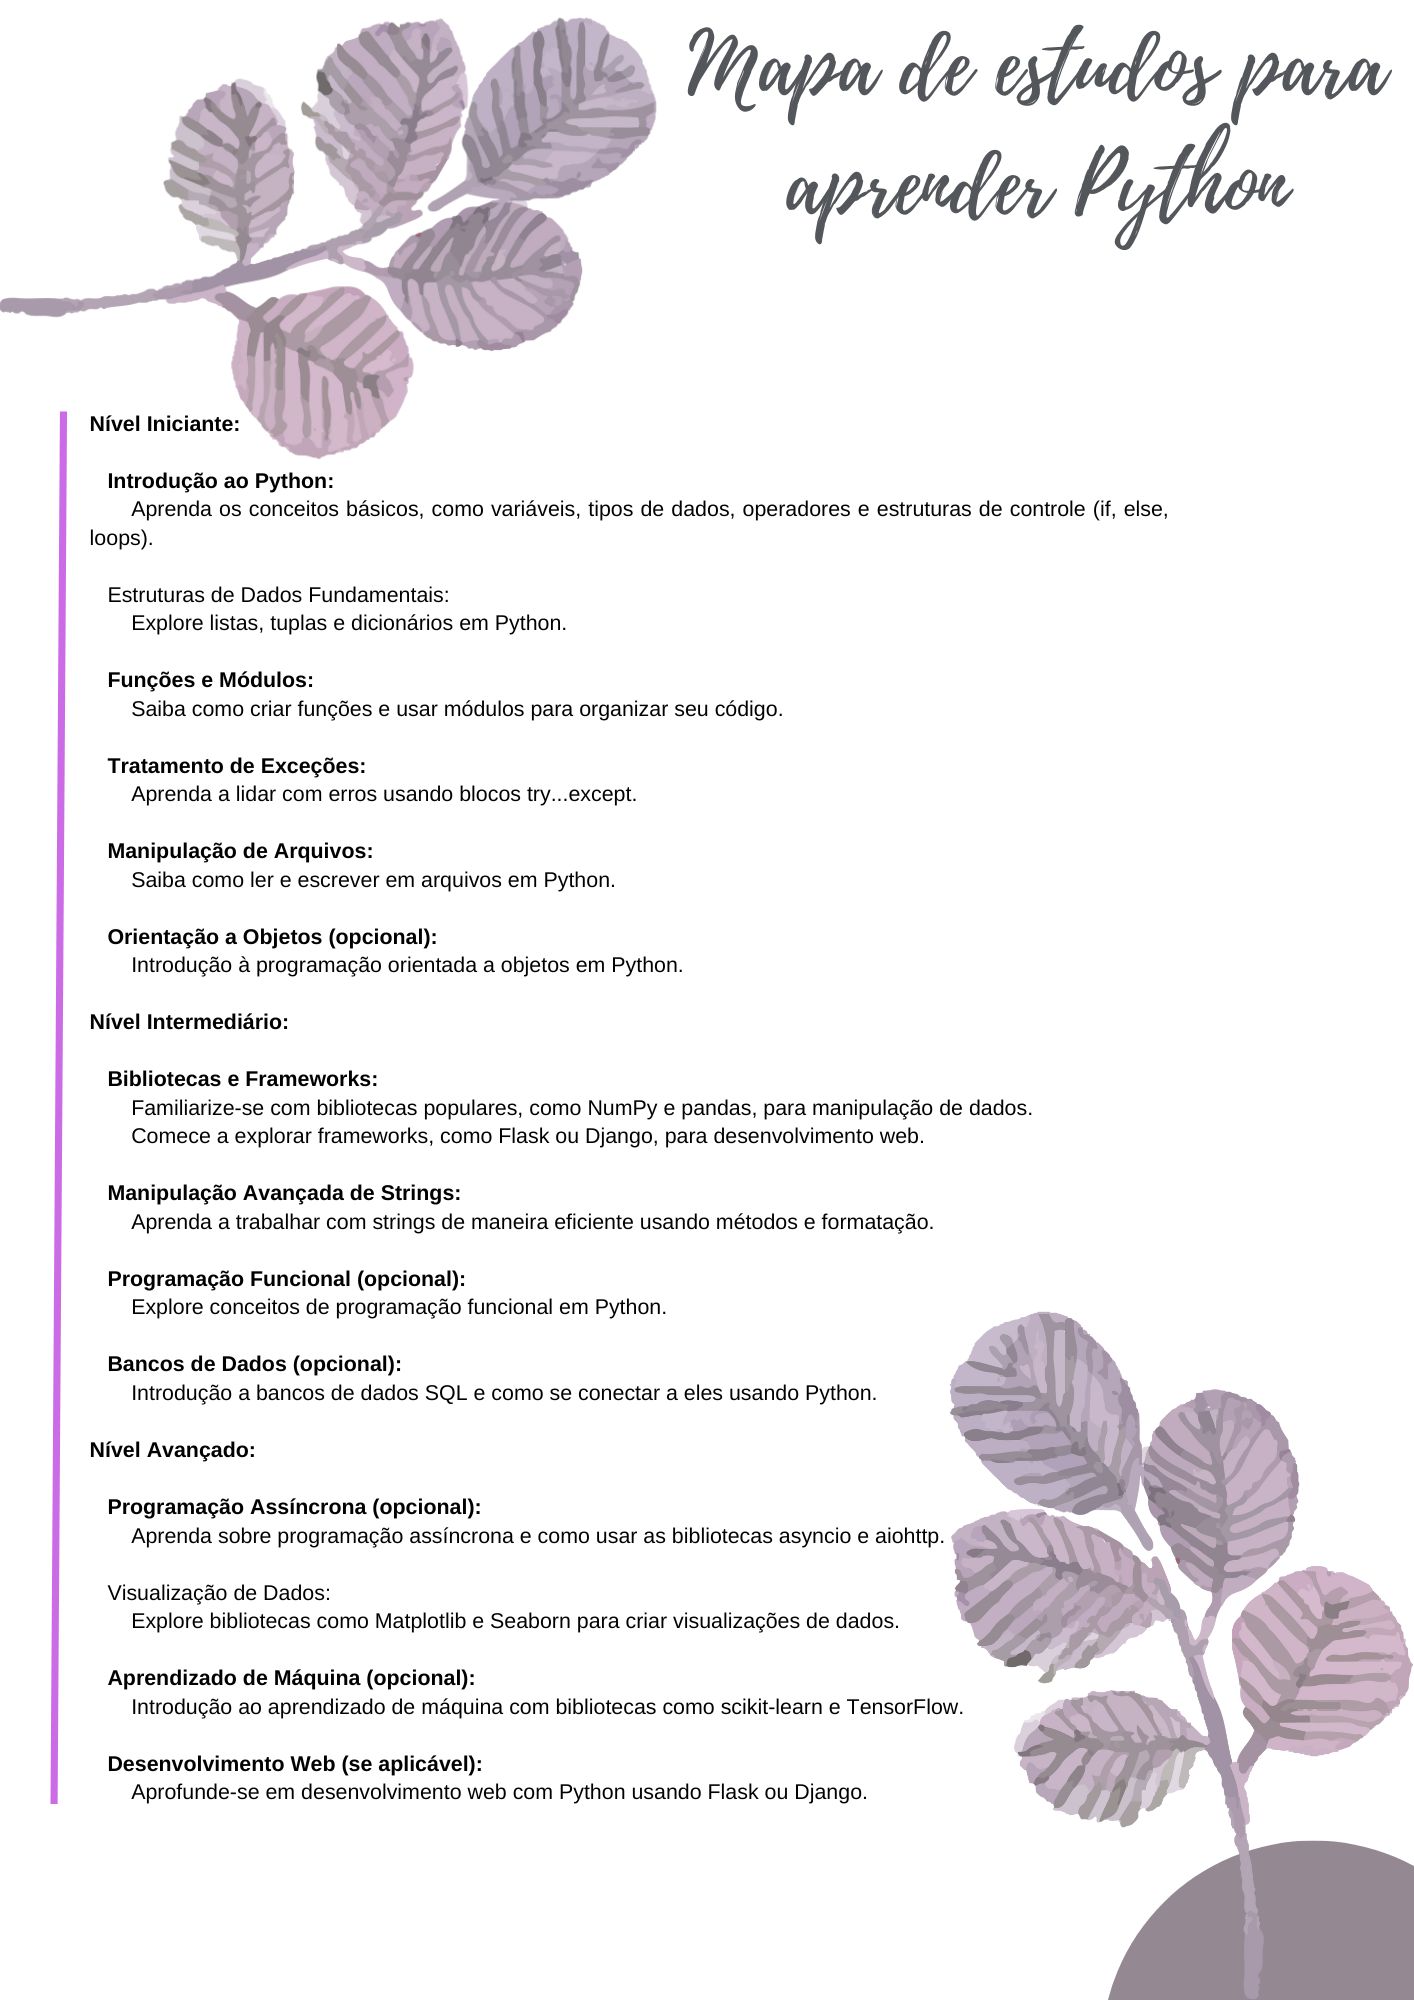 Mapa de estudos para
aprender Python
Nível Iniciante:
Introdução ao Python:
Aprenda os conceitos básicos, como variáveis, tipos de dados, operadores e estruturas de controle (if, else,
loops).
Estruturas de Dados Fundamentais:
Explore listas, tuplas e dicionários em Python.
Funções e Módulos:
Saiba como criar funções e usar módulos para organizar seu código.
Tratamento de Exceções:
Aprenda a lidar com erros usando blocos try...except.
Manipulação de Arquivos:
Saiba como ler e escrever em arquivos em Python.
Orientação a Objetos (opcional):
Introdução à programação orientada a objetos em Python.
Nível Intermediário:
Bibliotecas e Frameworks:
Familiarize-se com bibliotecas populares, como NumPy e pandas, para manipulação de dados.
Comece a explorar frameworks, como Flask ou Django, para desenvolvimento web.
Manipulação Avançada de Strings:
Aprenda a trabalhar com strings de maneira eficiente usando métodos e formatação.
Programação Funcional (opcional):
Explore conceitos de programação funcional em Python.
Bancos de Dados (opcional):
Introdução a bancos de dados SQL e como se conectar a eles usando Python.
Nível Avançado:
Programação Assíncrona (opcional):
Aprenda sobre programação assíncrona e como usar as bibliotecas asyncio e aiohttp.
Visualização de Dados:
Explore bibliotecas como Matplotlib e Seaborn para criar visualizações de dados.
Aprendizado de Máquina (opcional):
Introdução ao aprendizado de máquina com bibliotecas como scikit-learn e TensorFlow.
Desenvolvimento Web (se aplicável):
Aprofunde-se em desenvolvimento web com Python usando Flask ou Django.